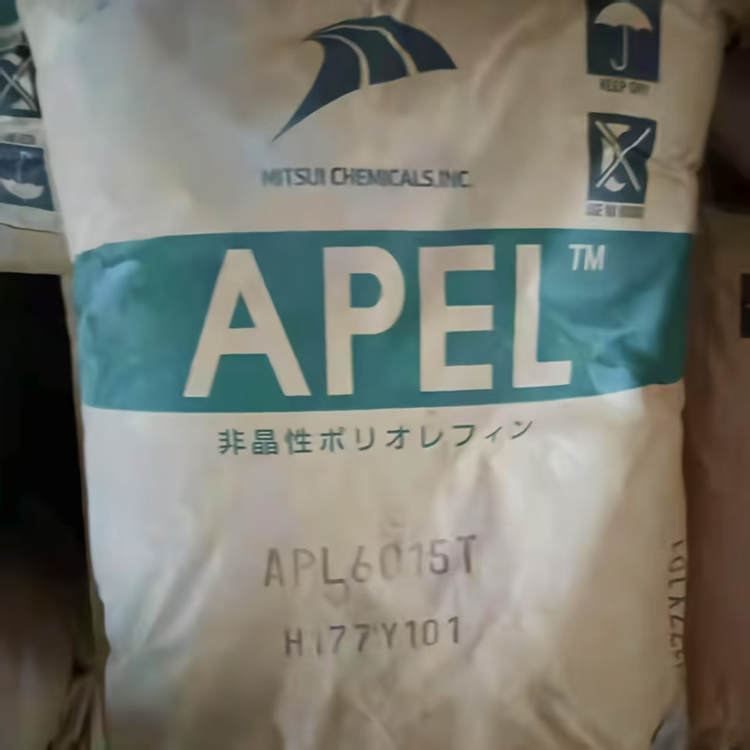 MITSUI CHEMICALS, INC.
KEEP DRY
APEL™
非晶性ポリオレフィン
APL6015T
H177Y101